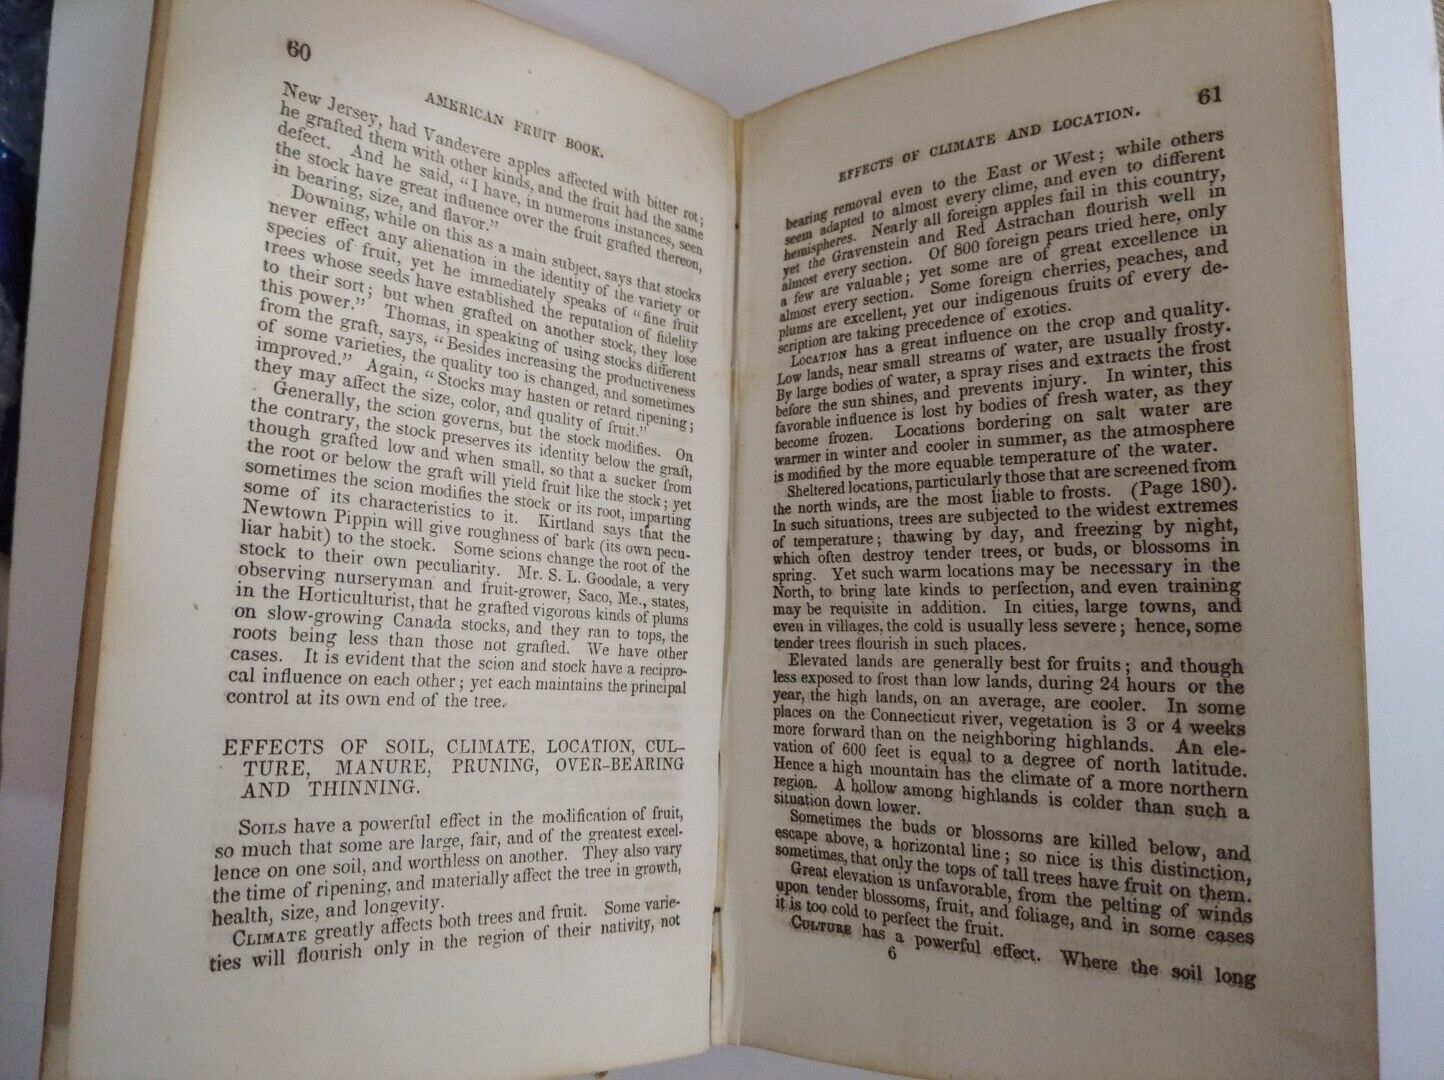 60
AMERICAN FRUIT BOOK.
New Jersey, had Vandevere apples affected with bitter rot;
he grafted them with other kinds, and the fruit had the same
defect. And he said, "I have, in numerous instances, seen
the stock have great influence over the fruit grafted thereon,
in bearing, size, and flavor."
Downing, while on this as a main subject, says that stocks
never effect any alienation in the identity of the variety or
species of fruit, yet he immediately speaks of "fine fruit
trees whose seeds have established the reputation of fidelity
to their sort; but when grafted on another stock, they lose
this power." Thomas, in speaking of using stocks different
from the graft, says, "Besides increasing the productiveness
of some varieties, the quality too is changed, and sometimes
improved." Again, "Stocks may hasten or retard ripening;
they may affect the size, color, and quality of fruit."
Generally, the scion governs, but the stock modifies. On
the contrary, the stock preserves its identity below the graft,
though grafted low and when small, so that a sucker from
the root or below the graft will yield fruit like the stock; yet
sometimes the scion modifies the stock or its root, imparting
some of its characteristics to it. Kirtland says that the
Newtown Pippin will give roughness of bark (its own pecu-
liar habit) to the stock. Some scions change the root of the
stock to their own peculiarity. Mr. S. L. Goodale, a very
observing nurseryman and fruit-grower, Saco, Me., states,
in the Horticulturist, that he grafted vigorous kinds of plums
on slow-growing Canada stocks, and they ran to tops, the
roots being less than those not grafted. We have other
cases. It is evident that the scion and stock have a recipro-
cal influence on each other; yet each maintains the principal
control at its own end of the tree.
EFFECTS OF SOIL, CLIMATE, LOCATION, CUL-
TURE, MANURE, PRUNING, OVER-BEARING
AND THINNING.
SOILS have a powerful effect in the modification of fruit,
so much that some are large, fair, and of the greatest excel-
lence on one soil, and worthless on another. They also vary
the time of ripening, and materially affect the tree in growth,
health, size, and longevity.
CLIMATE greatly affects both trees and fruit. Some varie-
ties will flourish only in the region of their nativity, not
61
EFFECTS OF CLIMATE AND LOCATION.
bearing removal even to the East or West; while others
seem adapted to almost every clime, and even to different
hemispheres. Nearly all foreign apples fail in this country,
yet the Gravenstein and Red Astrachan flourish well in
almost every section. Of 800 foreign pears tried here, only
a few are valuable; yet some are of great excellence in
almost every section. Some foreign cherries, peaches, and
plums are excellent, yet our indigenous fruits of every de-
scription are taking precedence of exotics.
LOCATION has a great influence on the crop and quality.
Low lands, near small streams of water, are usually frosty.
By large bodies of water, a spray rises and extracts the frost
before the sun shines, and prevents injury. In winter, this
favorable influence is lost by bodies of fresh water, as they
become frozen. Locations bordering on salt water are
warmer in winter and cooler in summer, as the atmosphere
is modified by the more equable temperature of the water.
Sheltered locations, particularly those that are screened from
the north winds, are the most liable to frosts. (Page 180).
In such situations, trees are subjected to the widest extremes
of temperature; thawing by day, and freezing by night,
which often destroy tender trees, or buds, or blossoms in
spring. Yet such warm locations may be necessary in the
North, to bring late kinds to perfection, and even training
may be requisite in addition. In cities, large towns, and
even in villages, the cold is usually less severe; hence, some
tender trees flourish in such places.
Elevated lands are generally best for fruits; and though
less exposed to frost than low lands, during 24 hours or the
year, the high lands, on an average, are cooler. In some
places on the Connecticut river, vegetation is 3 or 4 weeks
more forward than on the neighboring highlands. An ele-
vation of 600 feet is equal to a degree of north latitude.
Hence a high mountain has the climate of a more northern
region. A hollow among highlands is colder than such a
situation down lower.
Sometimes the buds or blossoms are killed below, and
escape above, a horizontal line; so nice is this distinction,
sometimes, that only the tops of tall trees have fruit on them.
Great elevation is unfavorable, from the pelting of winds
upon tender blossoms, fruit, and foliage, and in some cases
it is too cold to perfect the fruit.
CULTURE has a powerful effect. Where the soil long
6